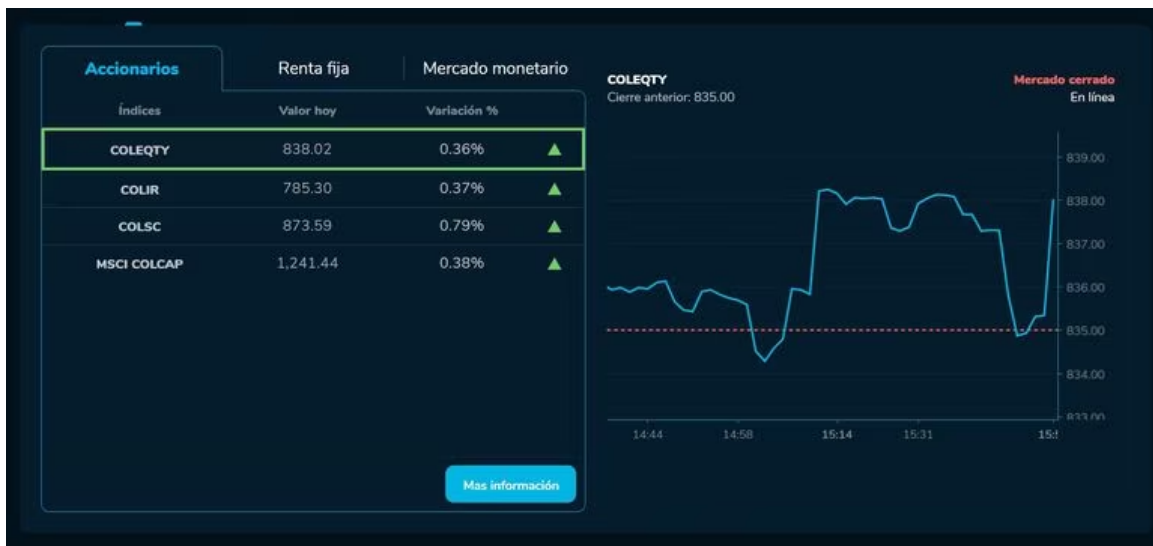 Accionarios Renta fija Mercado monetario
Índices Valor hoy Variación %
COLEQTY 838.02 0.36%
COLIR 785.30 0.37%
COLSC 873.59 0.79%
MSCI COLCAP 1,241.44 0.38%
Mas información
COLEQTY Mercado cerrado
Cierre anterior: 835.00 En línea
839.00
838.00
837.00
836.00
835.00
834.00
833.00
14:44 14:58 15:14 15:31